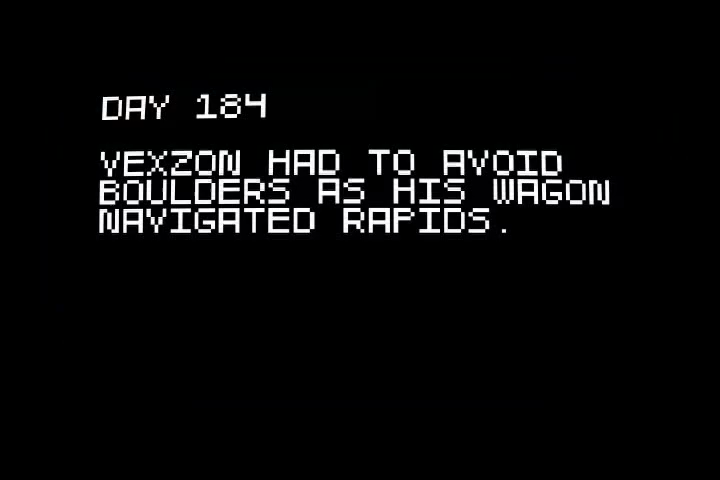 DAY 184
VEXZON HAD TO AVOID
BOULDERS AS HIS WAGON
NAVIGATED RAPIDS.